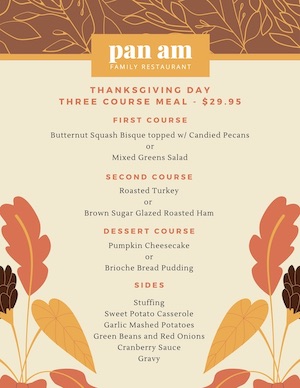 pan am
FAMILY RESTAURANT
THANKSGIVING DAY
THREE COURSE MEAL - $29.95
FIRST COURSE
Butternut Squash Bisque topped w/ Candied Pecans
or
Mixed Greens Salad
SECOND COURSE
Roasted Turkey
or
Brown Sugar Glazed Roasted Ham
DESSERT COURSE
Pumpkin Cheesecake
or
Brioche Bread Pudding
SIDES
Stuffing
Sweet Potato Casserole
Garlic Mashed Potatoes
Green Beans and Red Onions
Cranberry Sauce
Gravy